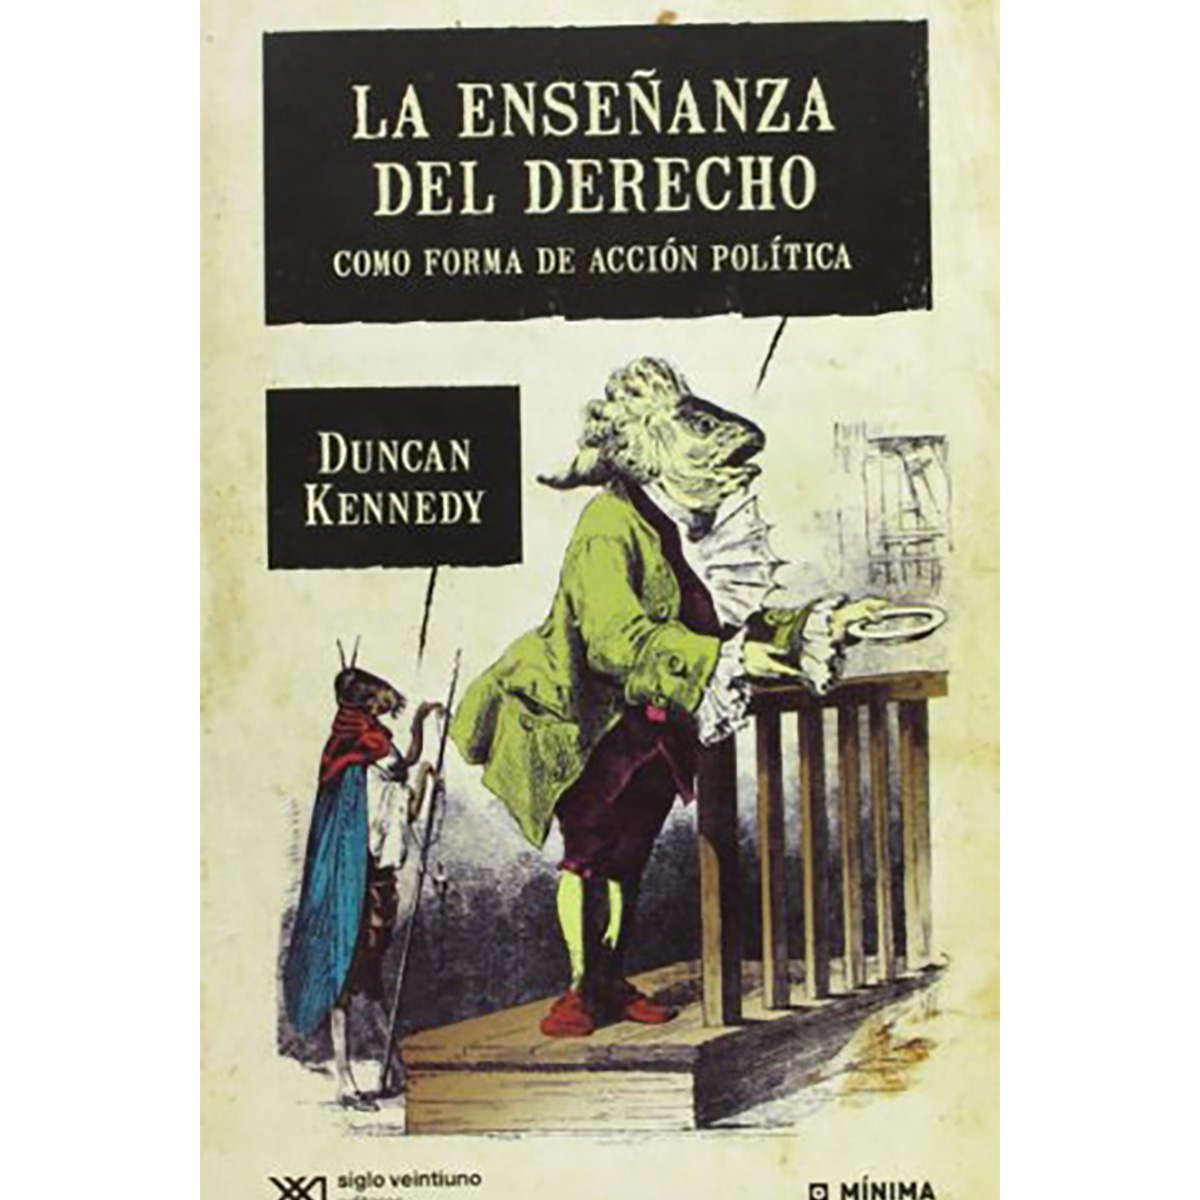 LA ENSEÑANZA
DEL DERECHO
COMO FORMA DE ACCIÓN POLÍTICA
DUNCAN
KENNEDY
siglo veintiuno
MÍNIMA